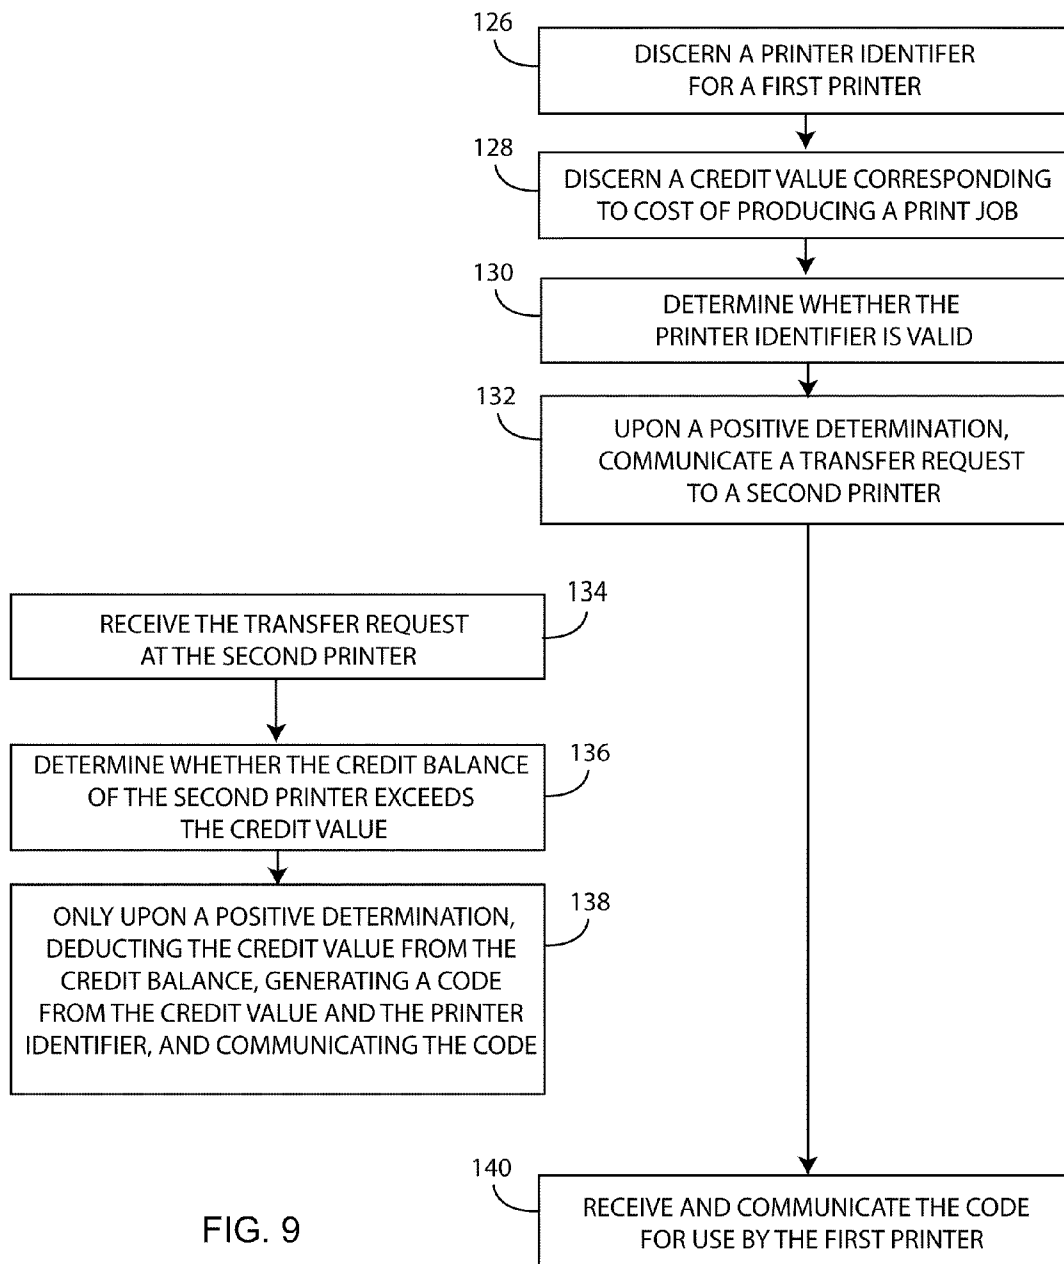 126
DISCERN A PRINTER IDENTIFER
FOR A FIRST PRINTER
128
DISCERN A CREDIT VALUE CORRESPONDING
TO COST OF PRODUCING A PRINT JOB
130
DETERMINE WHETHER THE
PRINTER IDENTIFIER IS VALID
132
UPON A POSITIVE DETERMINATION,
COMMUNICATE A TRANSFER REQUEST
TO A SECOND PRINTER
134
RECEIVE THE TRANSFER REQUEST
AT THE SECOND PRINTER
136
DETERMINE WHETHER THE CREDIT BALANCE
OF THE SECOND PRINTER EXCEEDS
THE CREDIT VALUE
138
ONLY UPON A POSITIVE DETERMINATION,
DEDUCTING THE CREDIT VALUE FROM THE
CREDIT BALANCE, GENERATING A CODE
FROM THE CREDIT VALUE AND THE PRINTER
IDENTIFIER, AND COMMUNICATING THE CODE
140
RECEIVE AND COMMUNICATE THE CODE
FOR USE BY THE FIRST PRINTER
FIG. 9